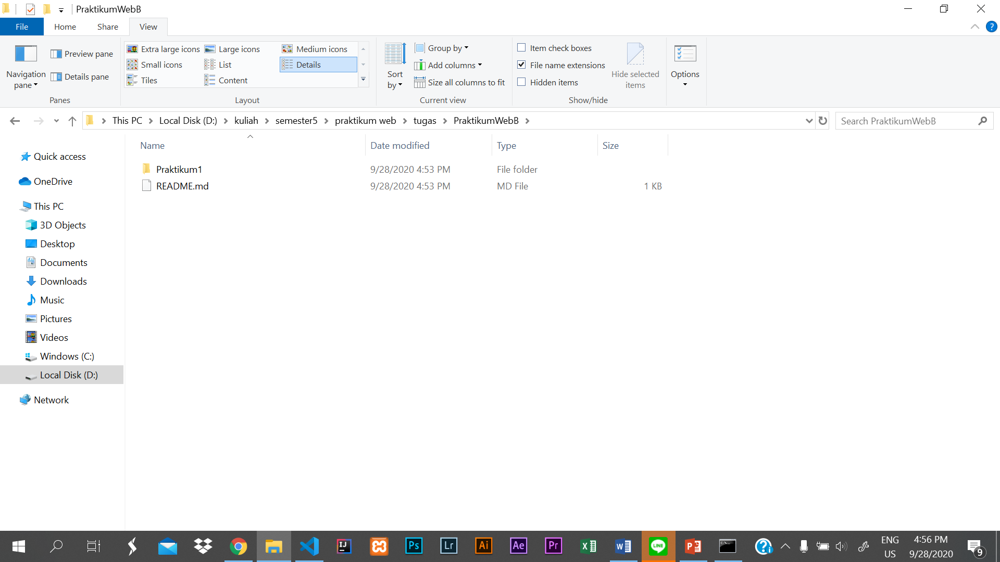 PraktikumWebB
File Home Share View
Navigation pane
Preview pane
Details pane
Panes
Extra large icons Large icons Medium icons
Small icons List Details
Tiles Content
Layout
Sort by
Group by
Add columns
Size all columns to fit
Current view
Item check boxes
File name extensions
Hidden items
Hide selected items
Show/hide
Options
This PC Local Disk (D:) kuliah semester5 praktikum web tugas PraktikumWebB
Search PraktikumWebB
Name Date modified Type Size
Praktikum1 9/28/2020 4:53 PM File folder
README.md 9/28/2020 4:53 PM MD File 1 KB
Quick access
OneDrive
This PC
3D Objects
Desktop
Documents
Downloads
Music
Pictures
Videos
Windows (C:)
Local Disk (D:)
Network
IJ Ps Lr Ai Ae Pr X W LINE P
ENG
US
4:56 PM
9/28/2020
9